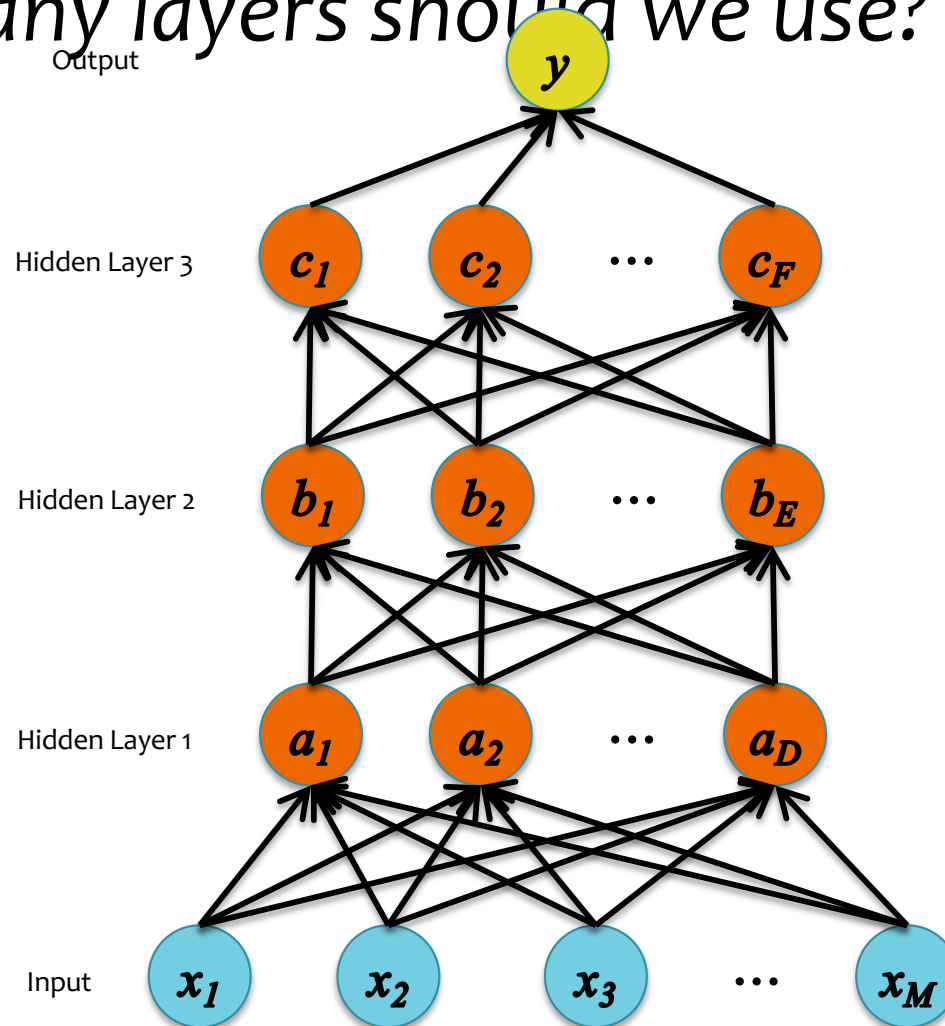 any layers should we use?
Output
y
Hidden Layer 3
c1 c2 ... cF
Hidden Layer 2
b1 b2 ... bE
Hidden Layer 1
a1 a2 ... aD
Input
x1 x2 x3 ... xM